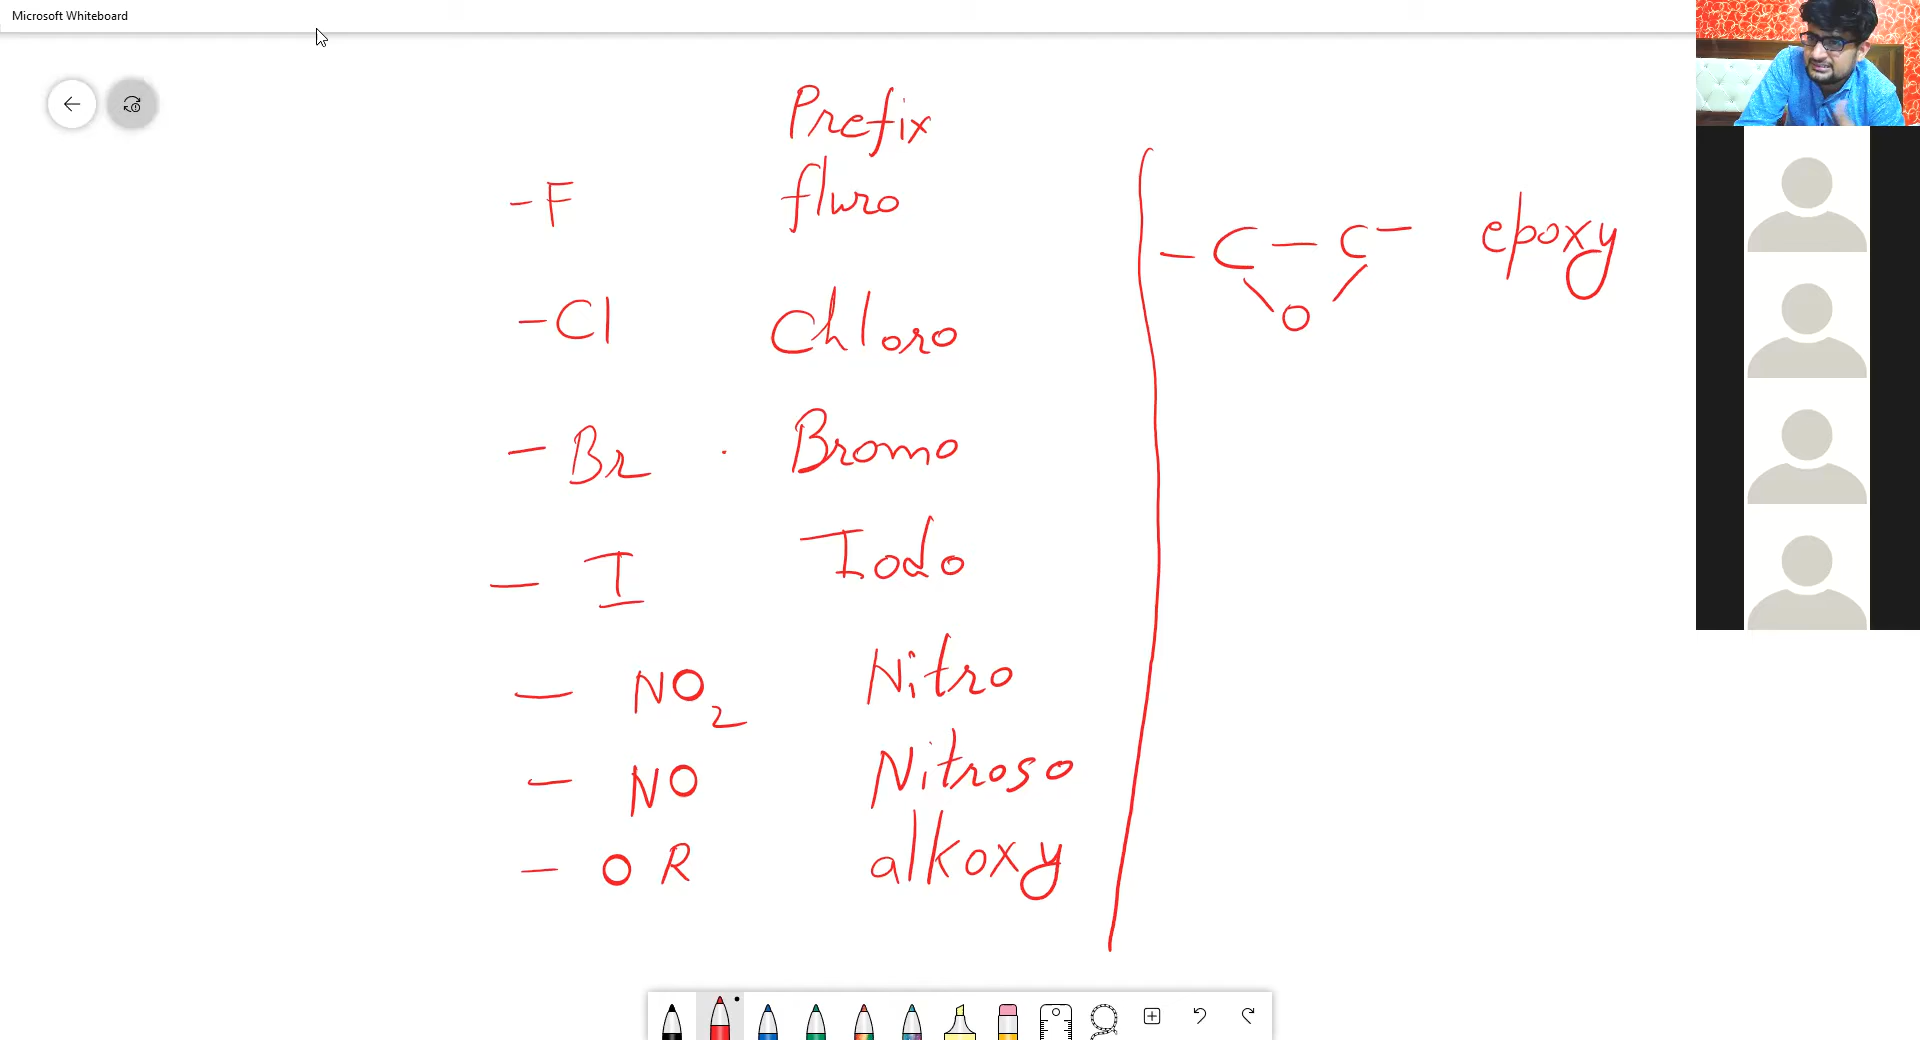 Microsoft Whiteboard
Prefix
- F fluro
- Cl Chloro
- Br . Bromo
- I Iodo
- NO2 Nitro
- NO Nitroso
- OR alkoxy
- C - C - epoxy
O